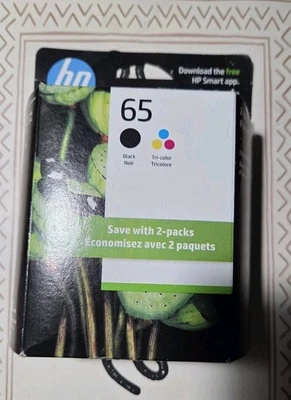 hp
Download the free
HP Smart app.
65
Black
Noir
Tri-color
Tricolore
Save with 2-packs
Économisez avec 2 paquets